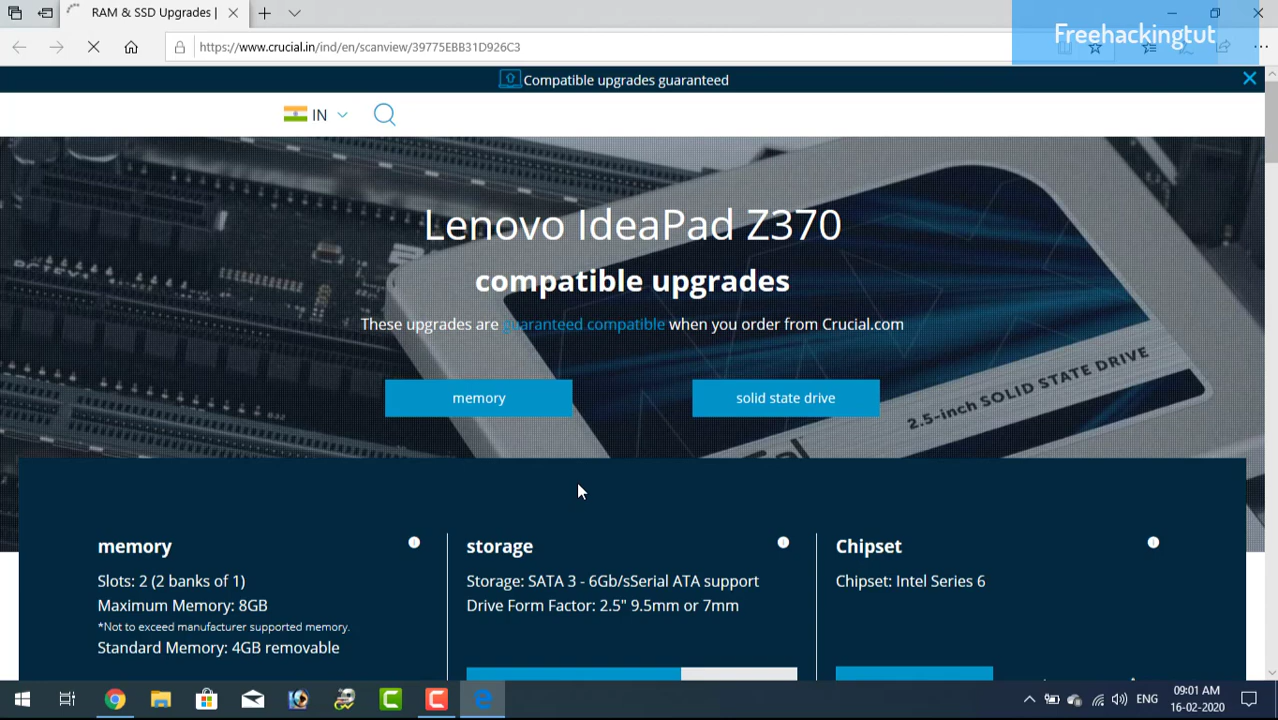 RAM & SSD Upgrades |
https://www.crucial.in/ind/en/scanview/39775EBB31D926C3
Freehackingtut
Compatible upgrades guaranteed
IN
Lenovo IdeaPad Z370
compatible upgrades
These upgrades are guaranteed compatible when you order from Crucial.com
memory
solid state drive
2.5-inch SOLID STATE DRIVE
memory
Slots: 2 (2 banks of 1)
Maximum Memory: 8GB
*Not to exceed manufacturer supported memory.
Standard Memory: 4GB removable
storage
Storage: SATA 3 - 6Gb/sSerial ATA support
Drive Form Factor: 2.5" 9.5mm or 7mm
Chipset
Chipset: Intel Series 6
ENG
09:01 AM
16-02-2020